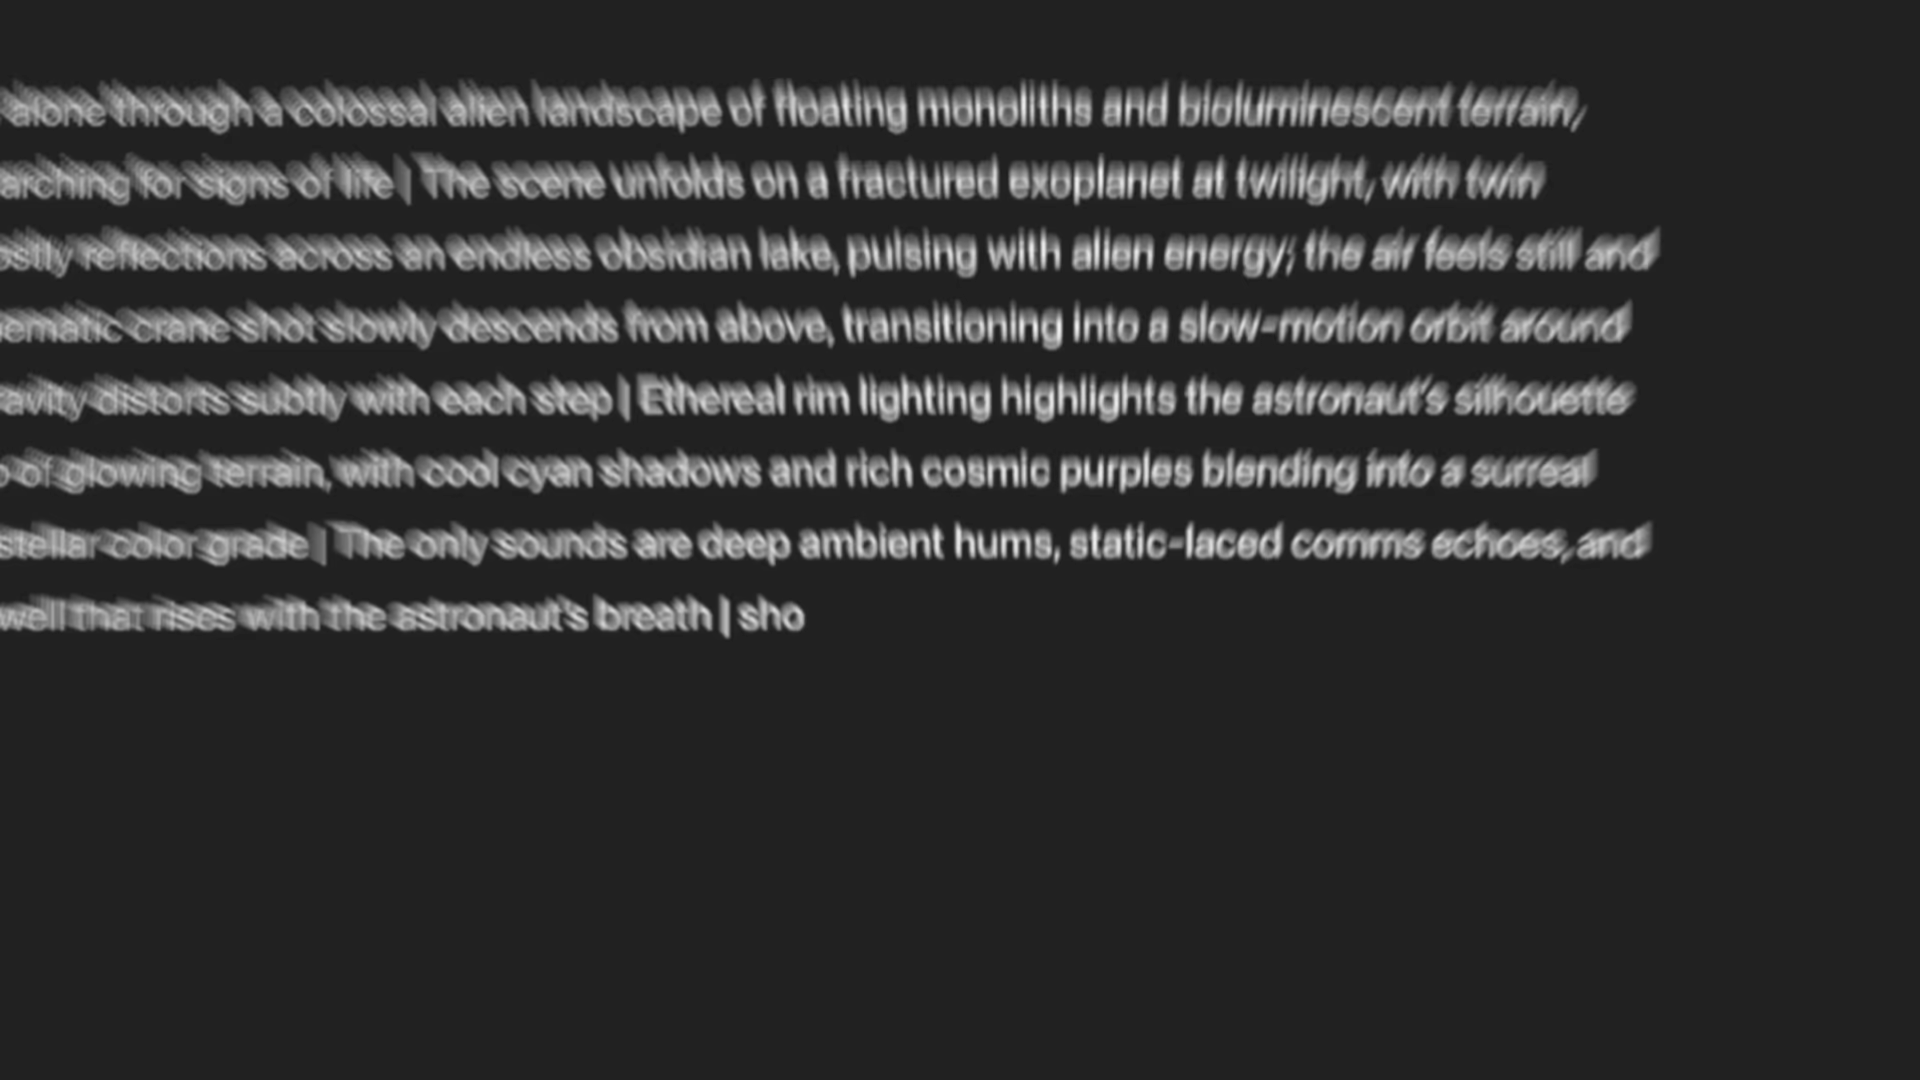 alone through a colossal alien landscape of floating monoliths and bioluminescent terrain,
arching for signs of life | The scene unfolds on a fractured exoplanet at twilight, with twin
ostly reflections across an endless obsidian lake, pulsing with alien energy; the air feels still and
ematic crane shot slowly descends from above, transitioning into a slow-motion orbit around
avity distorts subtly with each step | Ethereal rim lighting highlights the astronaut's silhouette
of glowing terrain, with cool cyan shadows and rich cosmic purples blending into a surreal
stellar color grade | The only sounds are deep ambient hums, static-laced comms echoes, and
well that rises with the astronaut's breath | sho